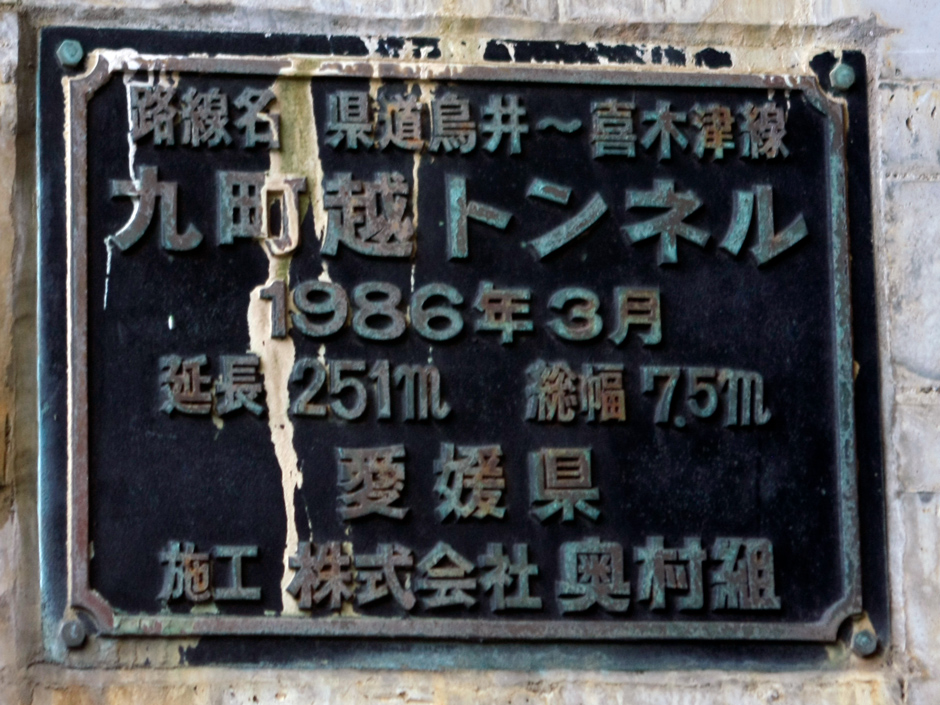 路線名 県道鳥井〜喜木津線
九町越トンネル
1986年3月
延長 251m 総幅 7.5m
愛媛県
施工 株式会社 奥村組